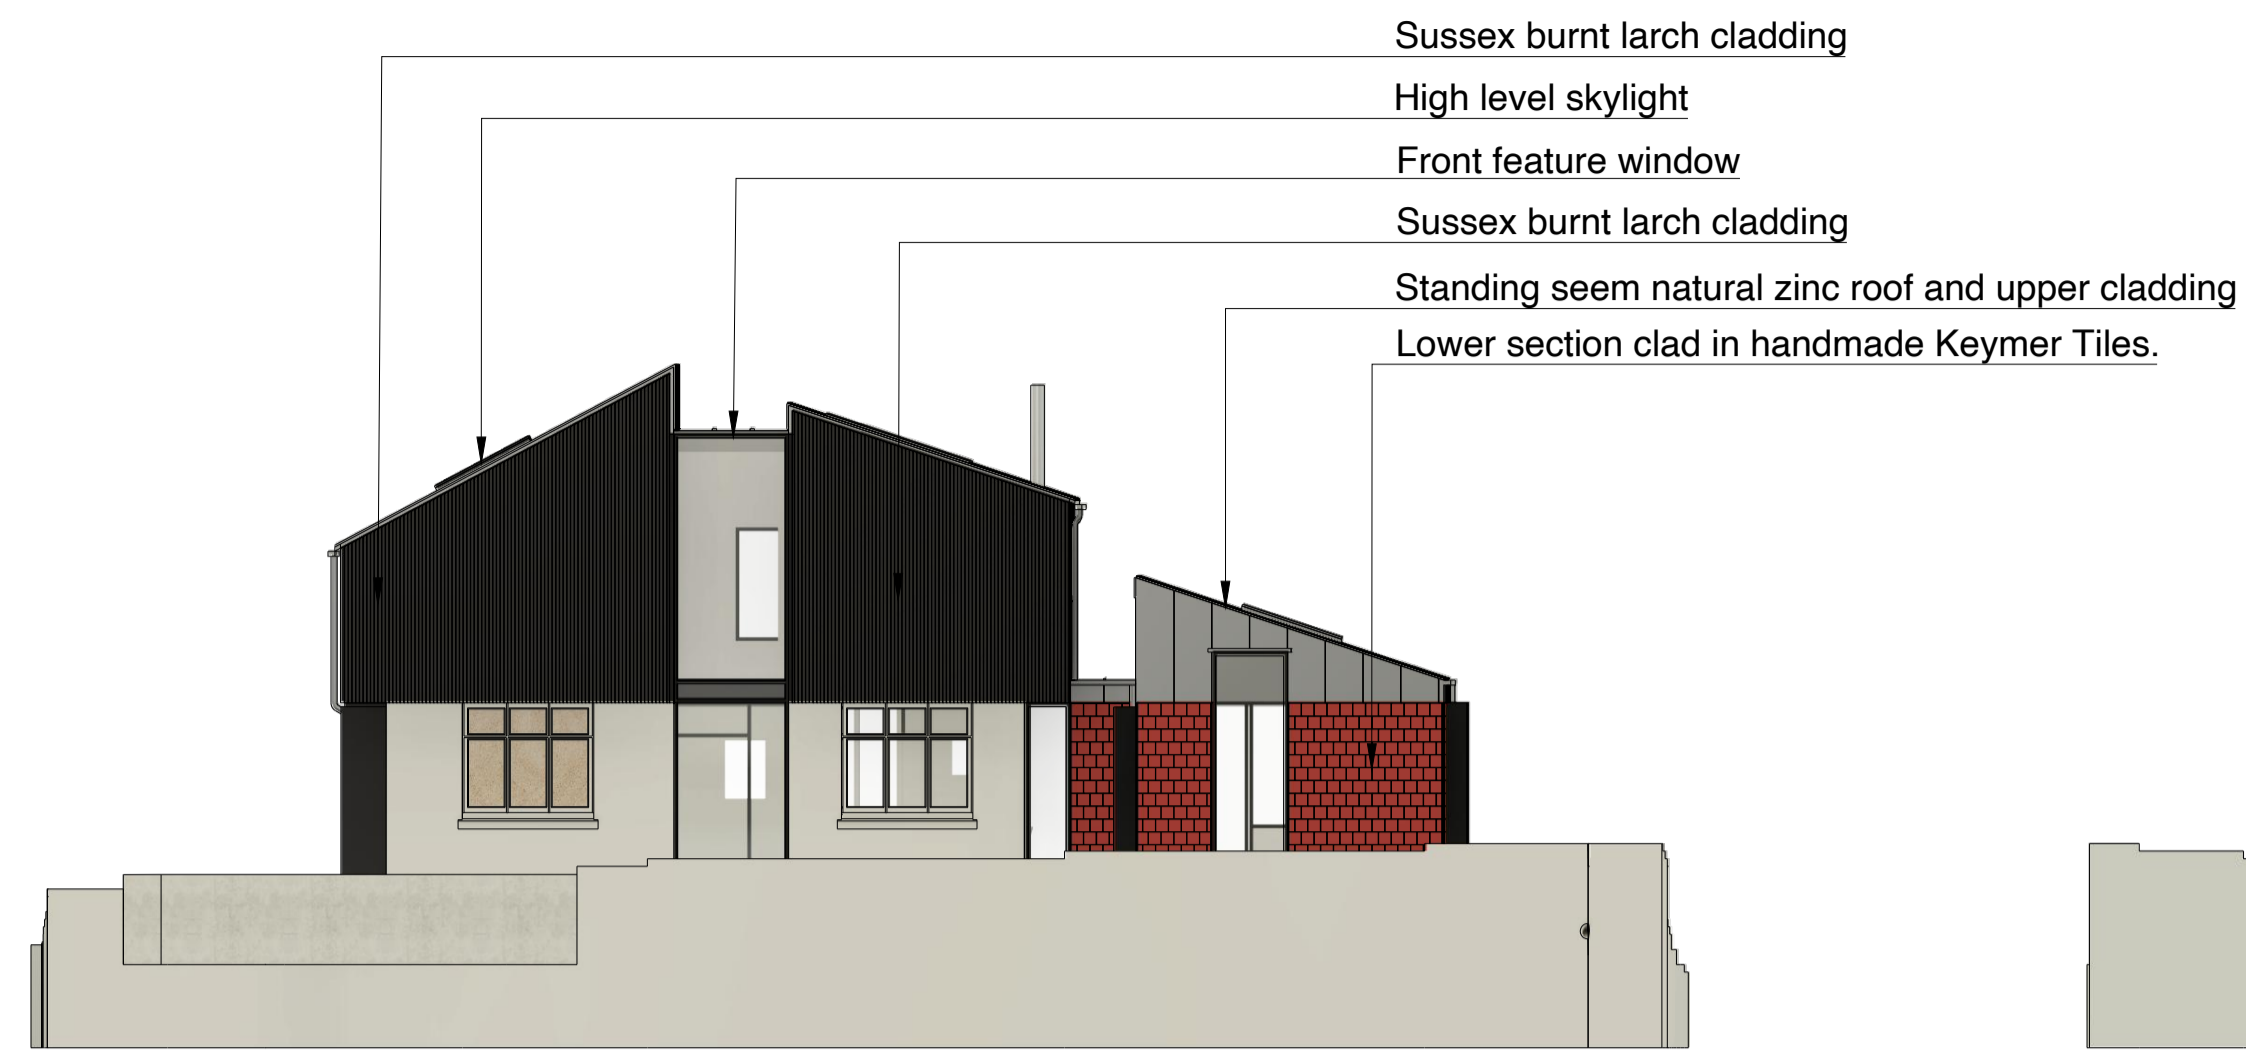 Sussex burnt larch cladding
High level skylight
Front feature window
Sussex burnt larch cladding
Standing seem natural zinc roof and upper cladding
Lower section clad in handmade Keymer Tiles.